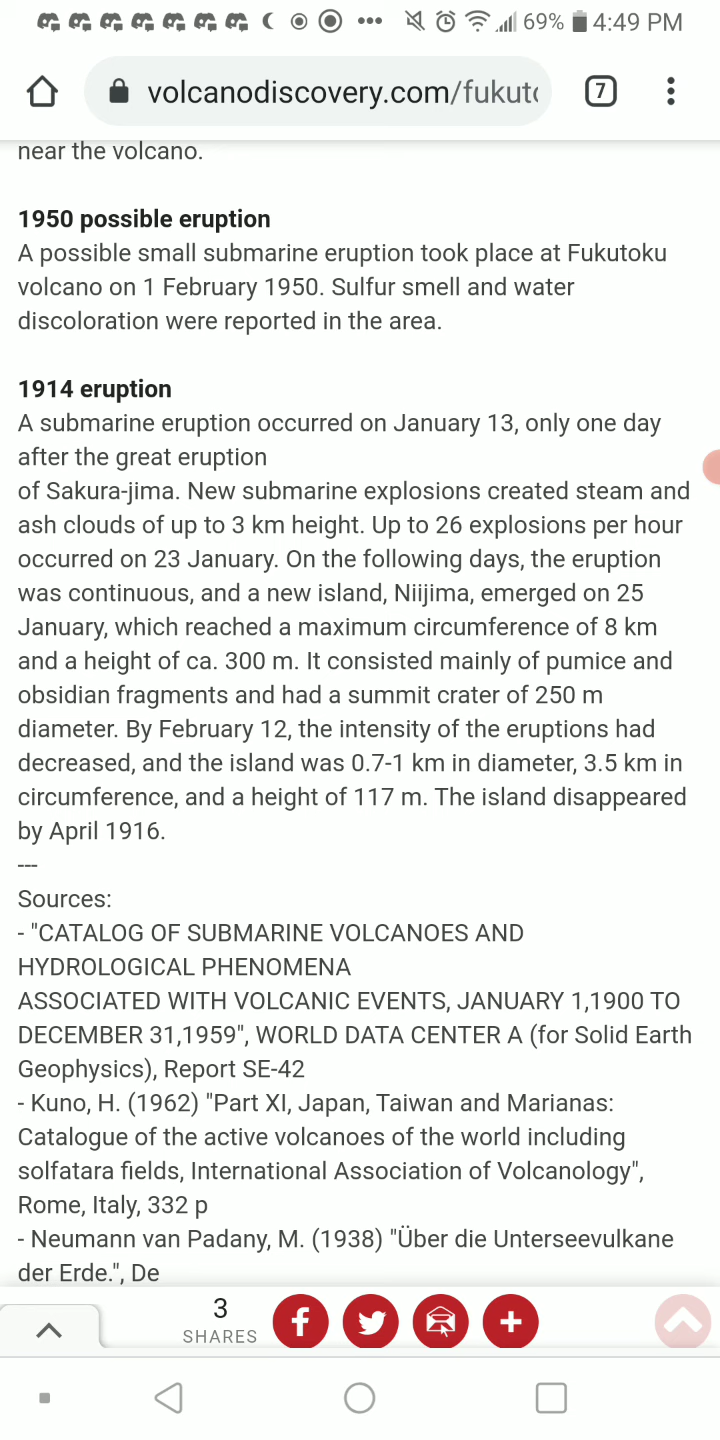 69% 4:49 PM
volcanodiscovery.com/fukuto
7
near the volcano.
1950 possible eruption
A possible small submarine eruption took place at Fukutoku
volcano on 1 February 1950. Sulfur smell and water
discoloration were reported in the area.
1914 eruption
A submarine eruption occurred on January 13, only one day
after the great eruption
of Sakura-jima. New submarine explosions created steam and
ash clouds of up to 3 km height. Up to 26 explosions per hour
occurred on 23 January. On the following days, the eruption
was continuous, and a new island, Niijima, emerged on 25
January, which reached a maximum circumference of 8 km
and a height of ca. 300 m. It consisted mainly of pumice and
obsidian fragments and had a summit crater of 250 m
diameter. By February 12, the intensity of the eruptions had
decreased, and the island was 0.7-1 km in diameter, 3.5 km in
circumference, and a height of 117 m. The island disappeared
by April 1916.
---
Sources:
- "CATALOG OF SUBMARINE VOLCANOES AND
HYDROLOGICAL PHENOMENA
ASSOCIATED WITH VOLCANIC EVENTS, JANUARY 1,1900 TO
DECEMBER 31,1959", WORLD DATA CENTER A (for Solid Earth
Geophysics), Report SE-42
- Kuno, H. (1962) "Part XI, Japan, Taiwan and Marianas:
Catalogue of the active volcanoes of the world including
solfatara fields, International Association of Volcanology",
Rome, Italy, 332 p
- Neumann van Padany, M. (1938) "Über die Unterseevulkane
der Erde.", De
3
SHARES